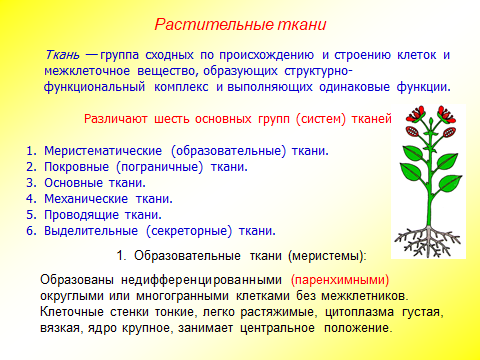 Растительные ткани
Ткань — группа сходных по происхождению и строению клеток и
межклеточное вещество, образующих структурно-
функциональный комплекс и выполняющих одинаковые функции.
Различают шесть основных групп (систем) тканей
1. Меристематические (образовательные) ткани.
2. Покровные (пограничные) ткани.
3. Основные ткани.
4. Механические ткани.
5. Проводящие ткани.
6. Выделительные (секреторные) ткани.
1. Образовательные ткани (меристемы):
Образованы недифференцированными (паренхимными)
округлыми или многогранными клетками без межклетников.
Клеточные стенки тонкие, легко растяжимые, цитоплазма густая,
вязкая, ядро крупное, занимает центральное положение.